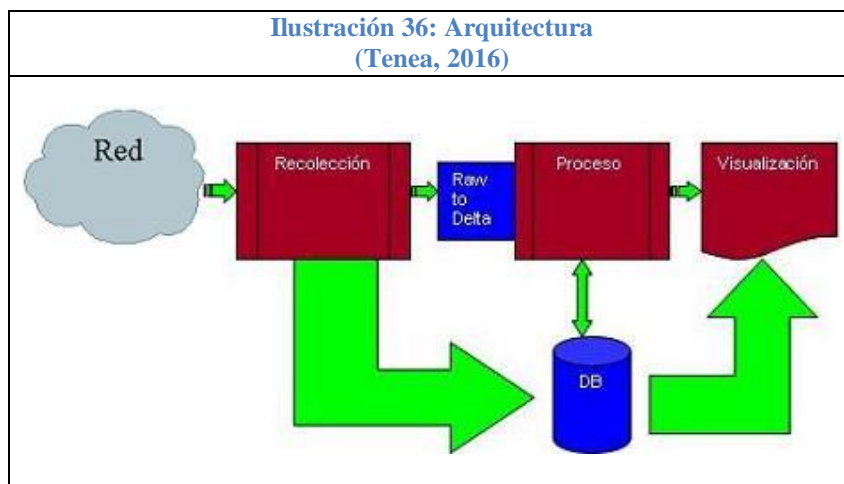 Ilustración 36: Arquitectura
(Tenea, 2016)
Red
Recolección
Raw
to
Delta
Proceso
Visualización
DB